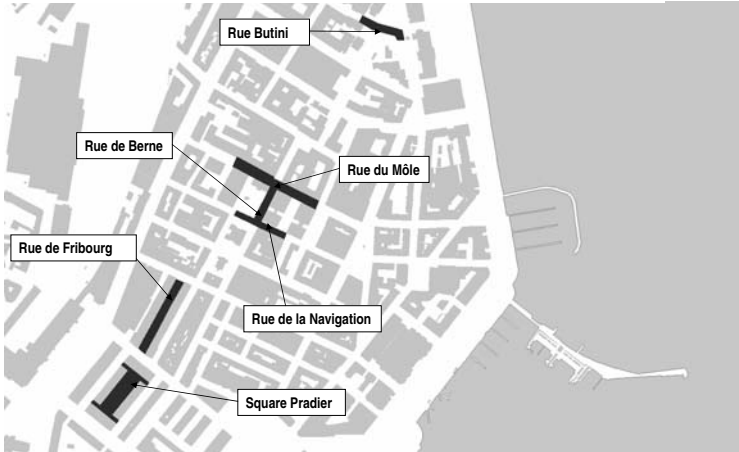 Rue Butini
Rue de Berne
Rue du Môle
Rue de Fribourg
Rue de la Navigation
Square Pradier